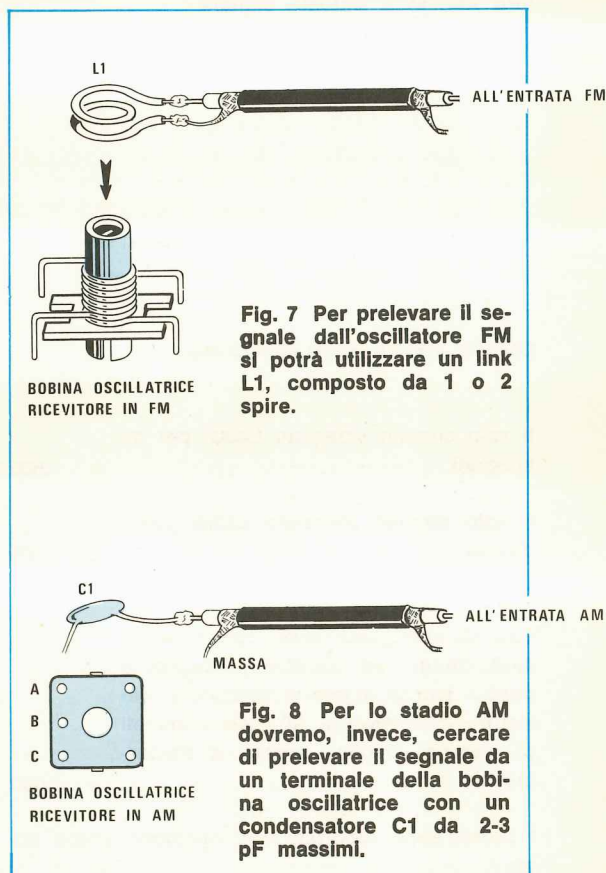 L1
ALL'ENTRATA FM
BOBINA OSCILLATRICE
RICEVITORE IN FM
Fig. 7 Per prelevare il se-
gnale dall'oscillatore FM
si potrà utilizzare un link
L1, composto da 1 o 2
spire.
C1
ALL'ENTRATA AM
MASSA
A
B
C
BOBINA OSCILLATRICE
RICEVITORE IN AM
Fig. 8 Per lo stadio AM
dovremo, invece, cercare
di prelevare il segnale da
un terminale della bobi-
na oscillatrice con un
condensatore C1 da 2-3
pF massimi.